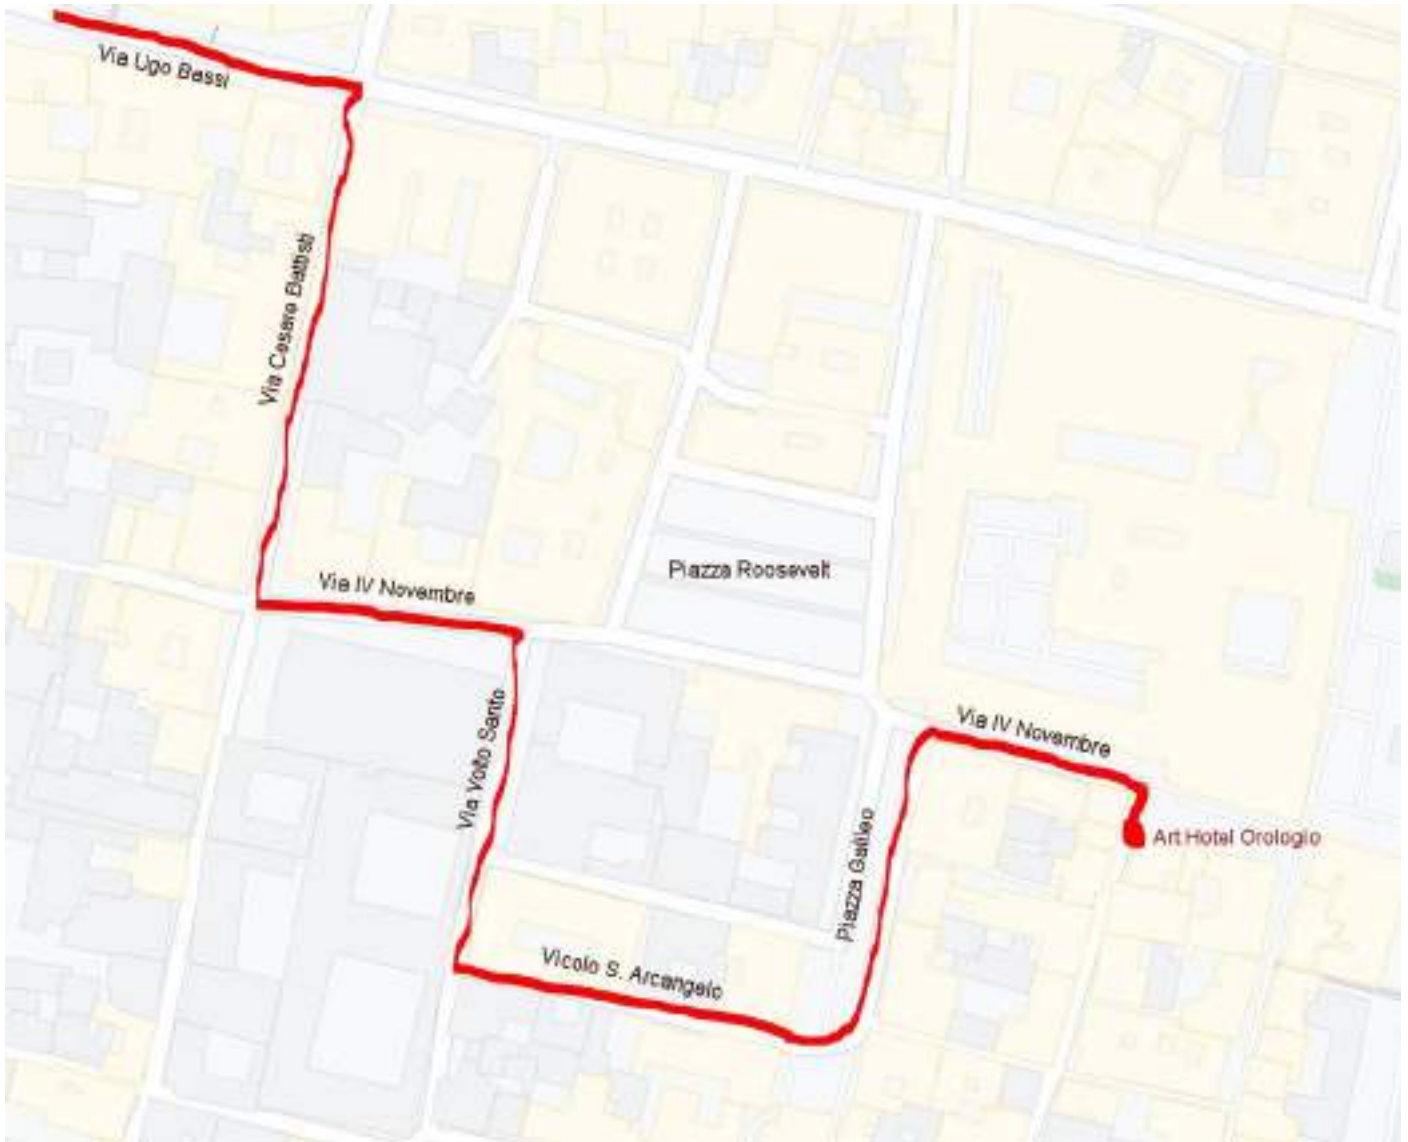 Via Ugo Bassi
Via Cesare Battisti
Via IV Novembre
Piazza Roosevelt
Via Volto Santo
Via IV Novembre
Piazza Galileo
Art Hotel Orologio
Vicolo S. Arcangelo